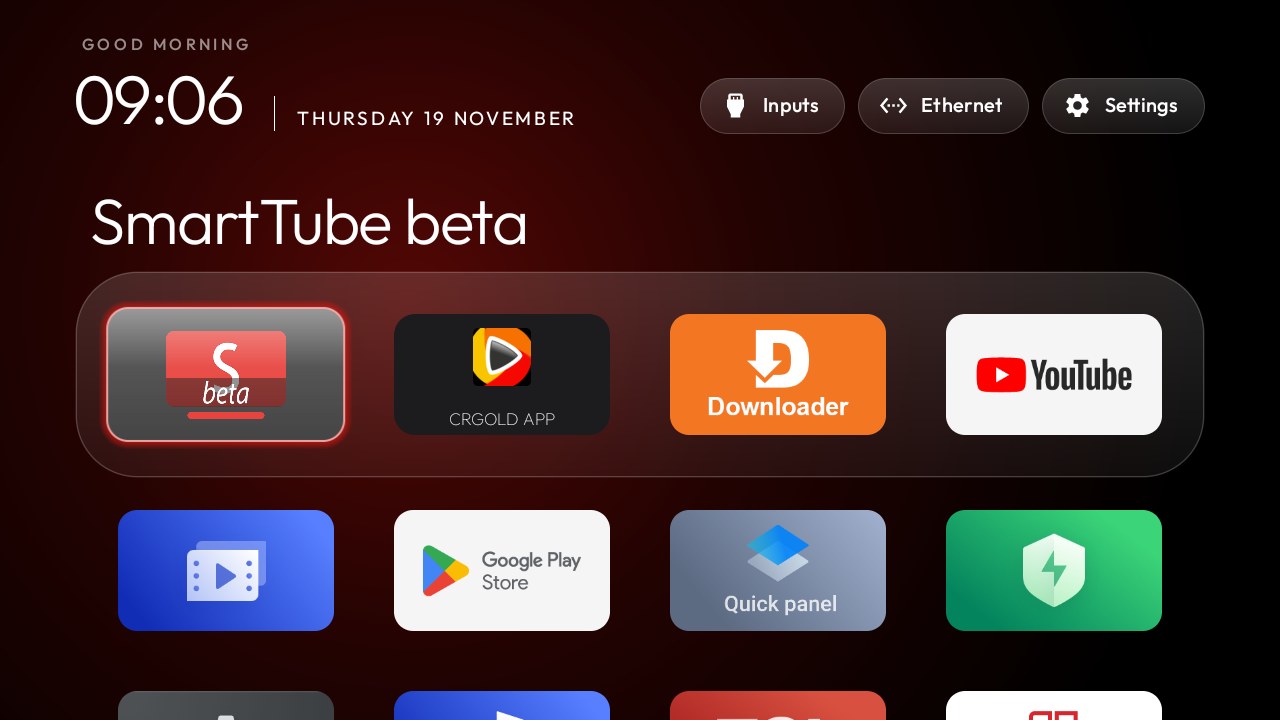 GOOD MORNING
09:06
THURSDAY 19 NOVEMBER
Inputs
Ethernet
Settings
SmartTube beta
S
beta
CRGOLD APP
D
Downloader
YouTube
Google Play
Store
Quick panel